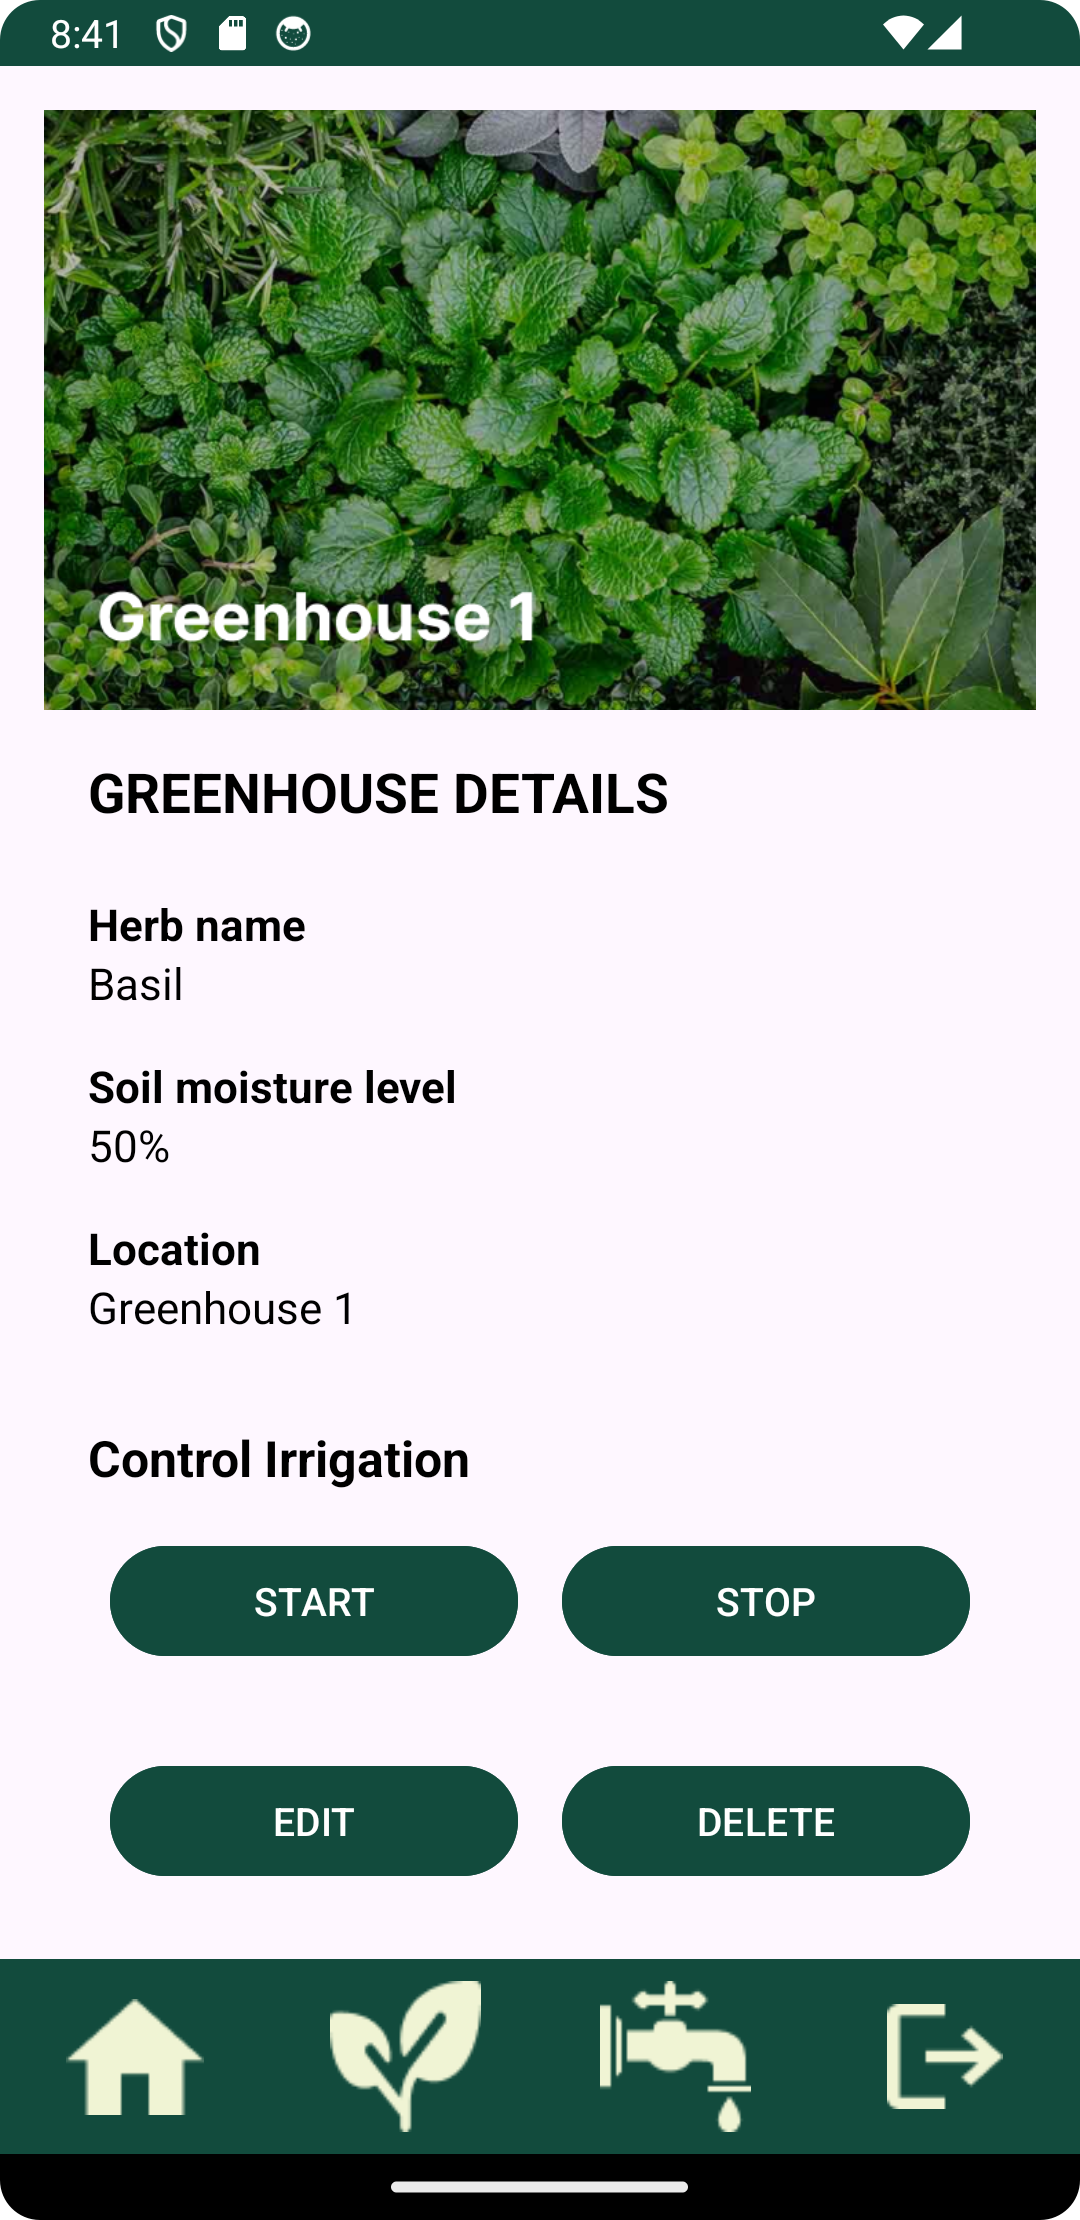 8:41
Greenhouse 1
GREENHOUSE DETAILS
Herb name
Basil
Soil moisture level
50%
Location
Greenhouse 1
Control Irrigation
START STOP
EDIT DELETE